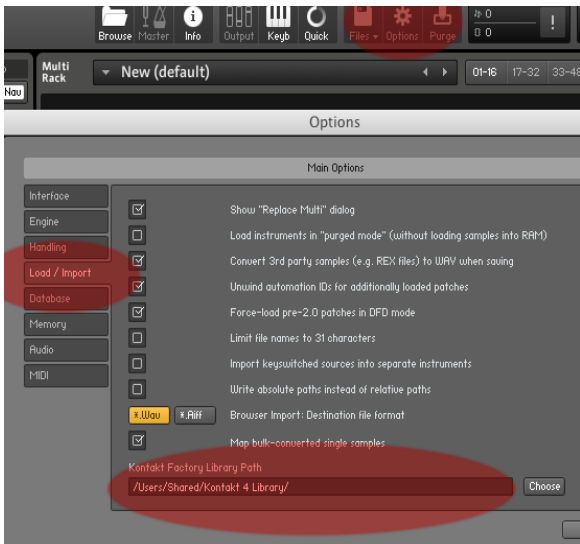 Browse Master Info Output Keyb Quick Files Options Purge
0
0
!
Multi
Rack
New (default)
01-16 17-32 33-48
Nav
Options
Main Options
Interface
Engine
Handling
Load / Import
Database
Memory
Audio
MIDI
Show "Replace Multi" dialog
Load instruments in "purged mode" (without loading samples into RAM)
Convert 3rd party samples (e.g. REX files) to WAV when saving
Unwind automation IDs for additionally loaded patches
Force-load pre-2.0 patches in DFD mode
Limit file names to 31 characters
Import keyswitched sources into separate instruments
Write absolute paths instead of relative paths
*.Wav *.Aiff Browser Import: Destination file format
Map bulk-converted single samples
Kontakt Factory Library Path
/Users/Shared/Kontakt 4 Library/
Choose